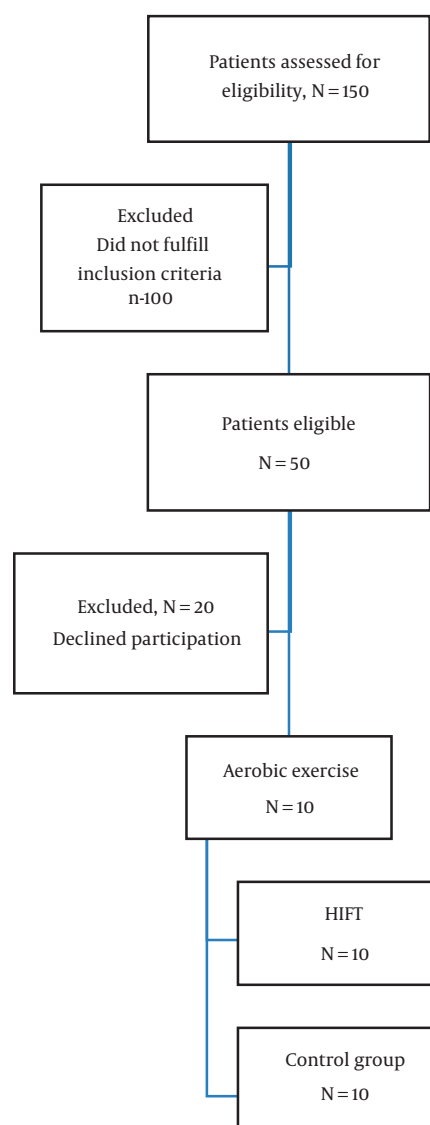 Patients assessed for
eligibility, N = 150
Excluded
Did not fulfill
inclusion criteria
n-100
Patients eligible
N = 50
Excluded, N = 20
Declined participation
Aerobic exercise
N = 10
HIFT
N = 10
Control group
N = 10